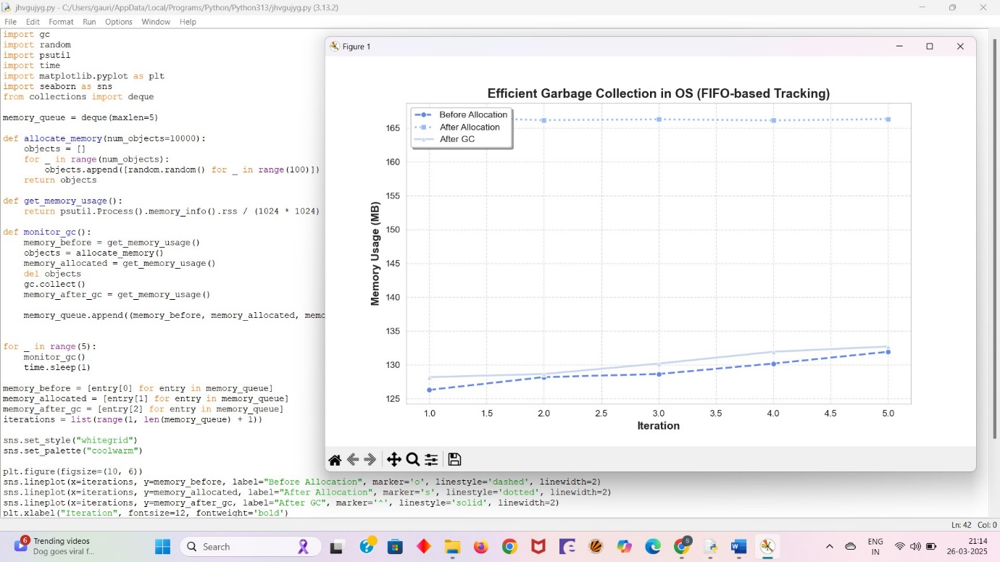 jhvgujyg.py - C:/Users/gauri/AppData/Local/Programs/Python/Python313/jhvgujyg.py (3.13.2)
File Edit Format Run Options Window Help
import gc
import random
import psutil
import time
import matplotlib.pyplot as plt
import seaborn as sns
from collections import deque
memory_queue = deque(maxlen=5)
def allocate_memory(num_objects=10000):
objects = []
for _ in range(num_objects):
objects.append([random.random() for _ in range(100)])
return objects
def get_memory_usage():
return psutil.Process().memory_info().rss / (1024 * 1024)
def monitor_gc():
memory_before = get_memory_usage()
objects = allocate_memory()
memory_allocated = get_memory_usage()
del objects
gc.collect()
memory_after_gc = get_memory_usage()
memory_queue.append((memory_before, memory_allocated, memo
for _ in range(5):
monitor_gc()
time.sleep(1)
memory_before = [entry[0] for entry in memory_queue]
memory_allocated = [entry[1] for entry in memory_queue]
memory_after_gc = [entry[2] for entry in memory_queue]
iterations = list(range(1, len(memory_queue) + 1))
sns.set_style("whitegrid")
sns.set_palette("coolwarm")
plt.figure(figsize=(10, 6))
sns.lineplot(x=iterations, y=memory_before, label="Before Allocation", marker='o', linestyle='dashed', linewidth=2)
sns.lineplot(x=iterations, y=memory_allocated, label="After Allocation", marker='s', linestyle='dotted', linewidth=2)
sns.lineplot(x=iterations, y=memory_after_gc, label="After GC", marker='^', linestyle='solid', linewidth=2)
plt.xlabel("Iteration", fontsize=12, fontweight='bold')
Figure 1
Efficient Garbage Collection in OS (FIFO-based Tracking)
Before Allocation
After Allocation
After GC
Memory Usage (MB)
165
160
155
150
145
140
135
130
125
1.0 1.5 2.0 2.5 3.0 3.5 4.0 4.5 5.0
Iteration
Ln: 42 Col: 0
6
Trending videos
Dog goes viral f...
Search
S
ENG
IN
21:14
26-03-2025